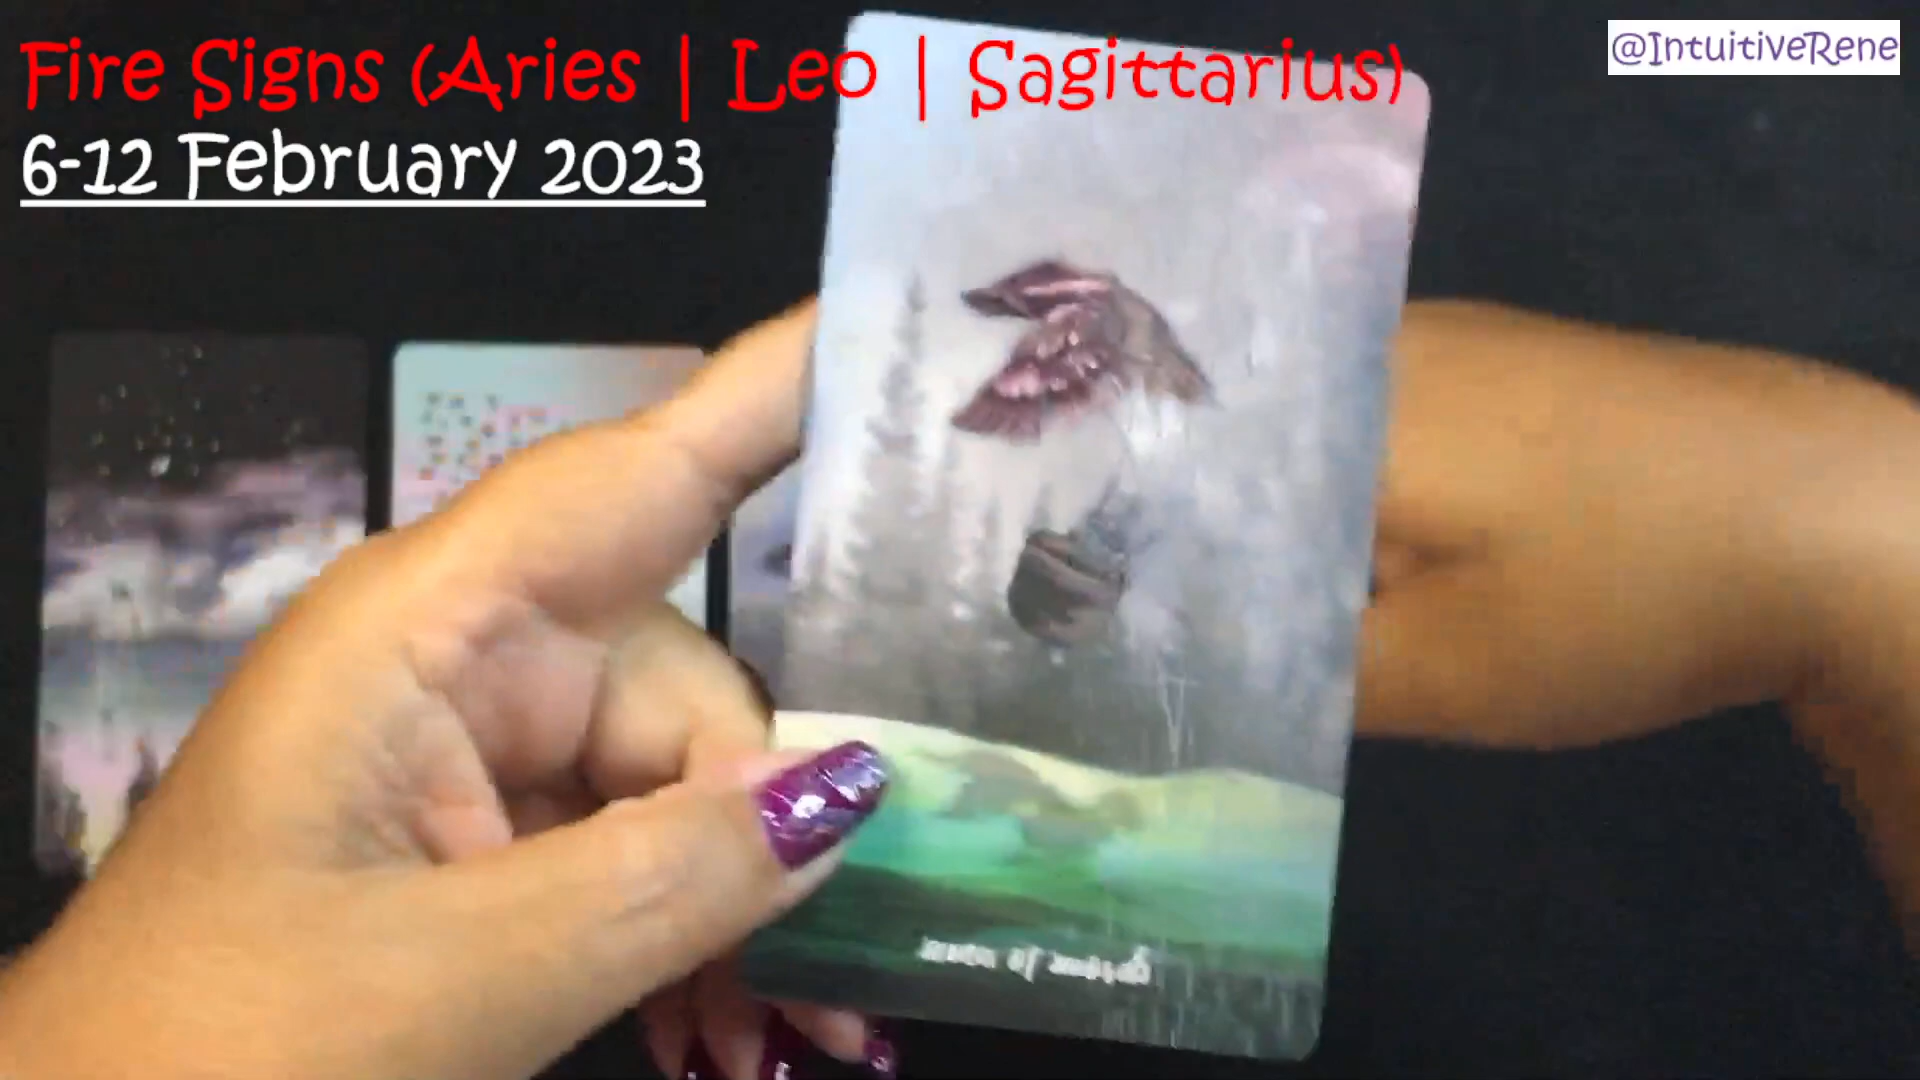 Fire Signs (Aries | Leo | Sagittarius)
@IntuitiveRene
6-12 February 2023